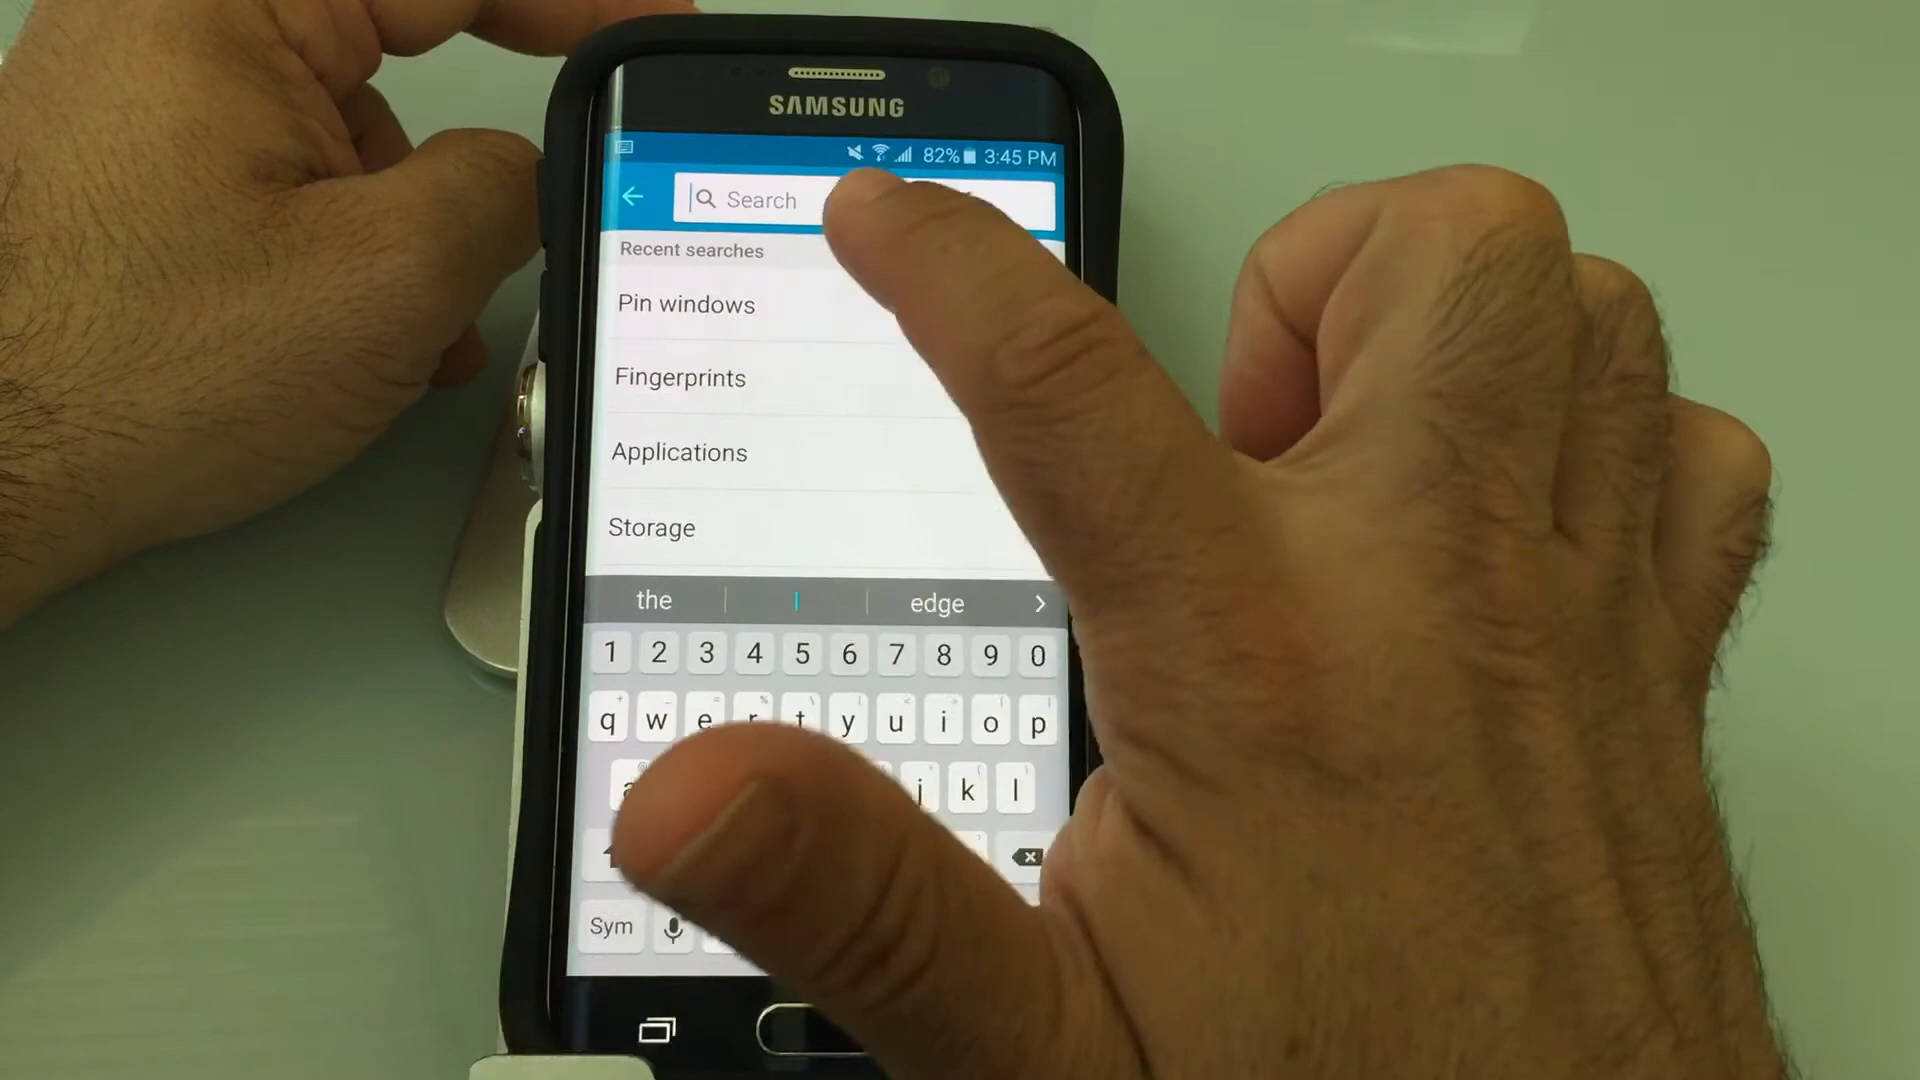 SAMSUNG
82% 3:45 PM
Search
Recent searches
Pin windows
Fingerprints
Applications
Storage
the edge
1 2 3 4 5 6 7 8 9 0
q w e r t y u i o p
a j k l
Sym